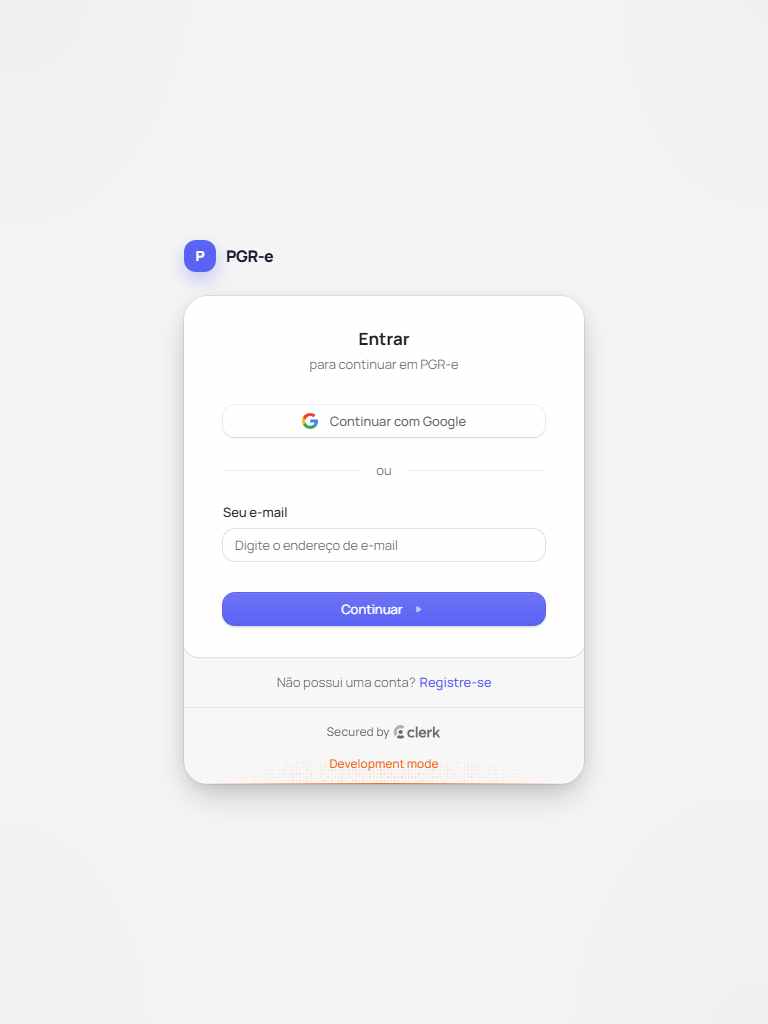 P PGR-e
Entrar
para continuar em PGR-e
Continuar com Google
ou
Seu e-mail
Digite o endereço de e-mail
Continuar
Não possui uma conta? Registre-se
Secured by clerk
Development mode